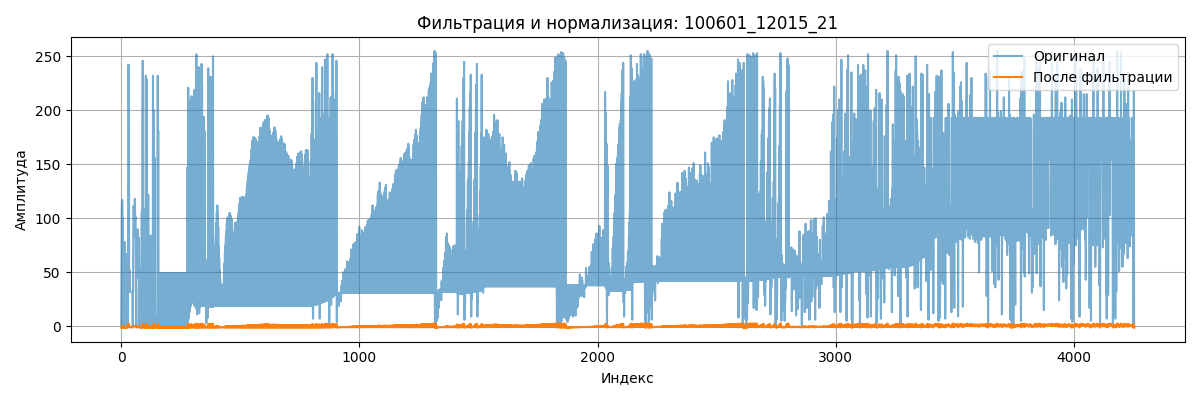 Фильтрация и нормализация: 100601_12015_21
Оригинал
После фильтрации
Амплитуда
250
200
150
100
50
0
0 1000 2000 3000 4000
Индекс